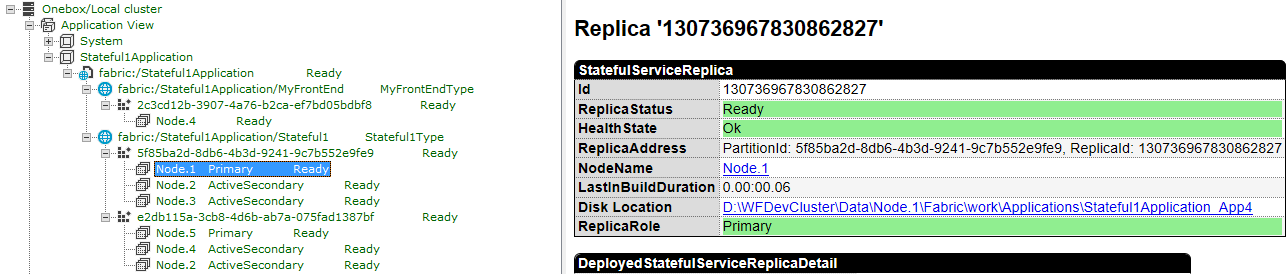 Onebox/Local cluster
Application View
System
Stateful1Application
fabric:/Stateful1Application Ready
fabric:/Stateful1Application/MyFrontEnd MyFrontEndType
2c3cd12b-3907-4a76-b2ca-ef7bd05bdbf8 Ready
Node.4 Ready
fabric:/Stateful1Application/Stateful1 Stateful1Type
5f85ba2d-8db6-4b3d-9241-9c7b552e9fe9 Ready
Node.1 Primary Ready
Node.2 ActiveSecondary Ready
Node.3 ActiveSecondary Ready
e2db115a-3cb8-4d6b-ab7a-075fad1387bf Ready
Node.5 Primary Ready
Node.4 ActiveSecondary Ready
Node.2 ActiveSecondary Ready
Replica '130736967830862827'
StatefulServiceReplica
Id 130736967830862827
ReplicaStatus Ready
HealthState Ok
ReplicaAddress PartitionId: 5f85ba2d-8db6-4b3d-9241-9c7b552e9fe9, ReplicaId: 130736967830862827
NodeName Node.1
LastInBuildDuration 0.00:00.06
Disk Location D:\WFDevCluster\Data\Node.1\Fabric\work\Applications\Stateful1Application_App4
ReplicaRole Primary
DeployedStatefulServiceReplicaDetail